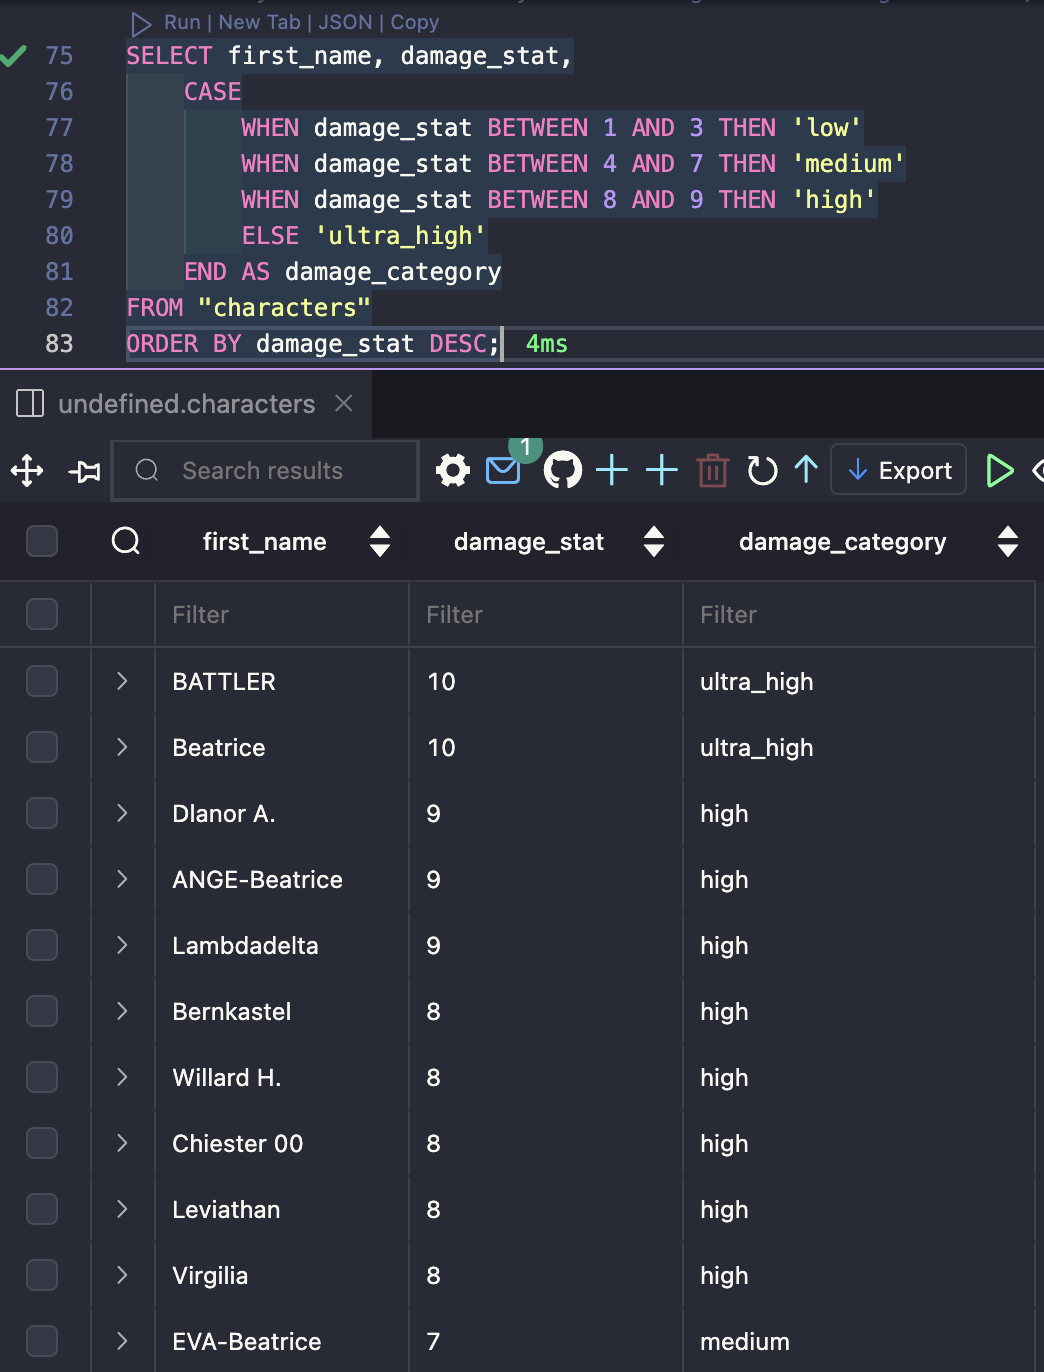 Run | New Tab | JSON | Copy
75 SELECT first_name, damage_stat,
76 CASE
77 WHEN damage_stat BETWEEN 1 AND 3 THEN 'low'
78 WHEN damage_stat BETWEEN 4 AND 7 THEN 'medium'
79 WHEN damage_stat BETWEEN 8 AND 9 THEN 'high'
80 ELSE 'ultra_high'
81 END AS damage_category
82 FROM "characters"
83 ORDER BY damage_stat DESC; 4ms
undefined.characters
Search results 1 Export
first_name damage_stat damage_category
Filter Filter Filter
BATTLER 10 ultra_high
Beatrice 10 ultra_high
Dlanor A. 9 high
ANGE-Beatrice 9 high
Lambdadelta 9 high
Bernkastel 8 high
Willard H. 8 high
Chiester 00 8 high
Leviathan 8 high
Virgilia 8 high
EVA-Beatrice 7 medium